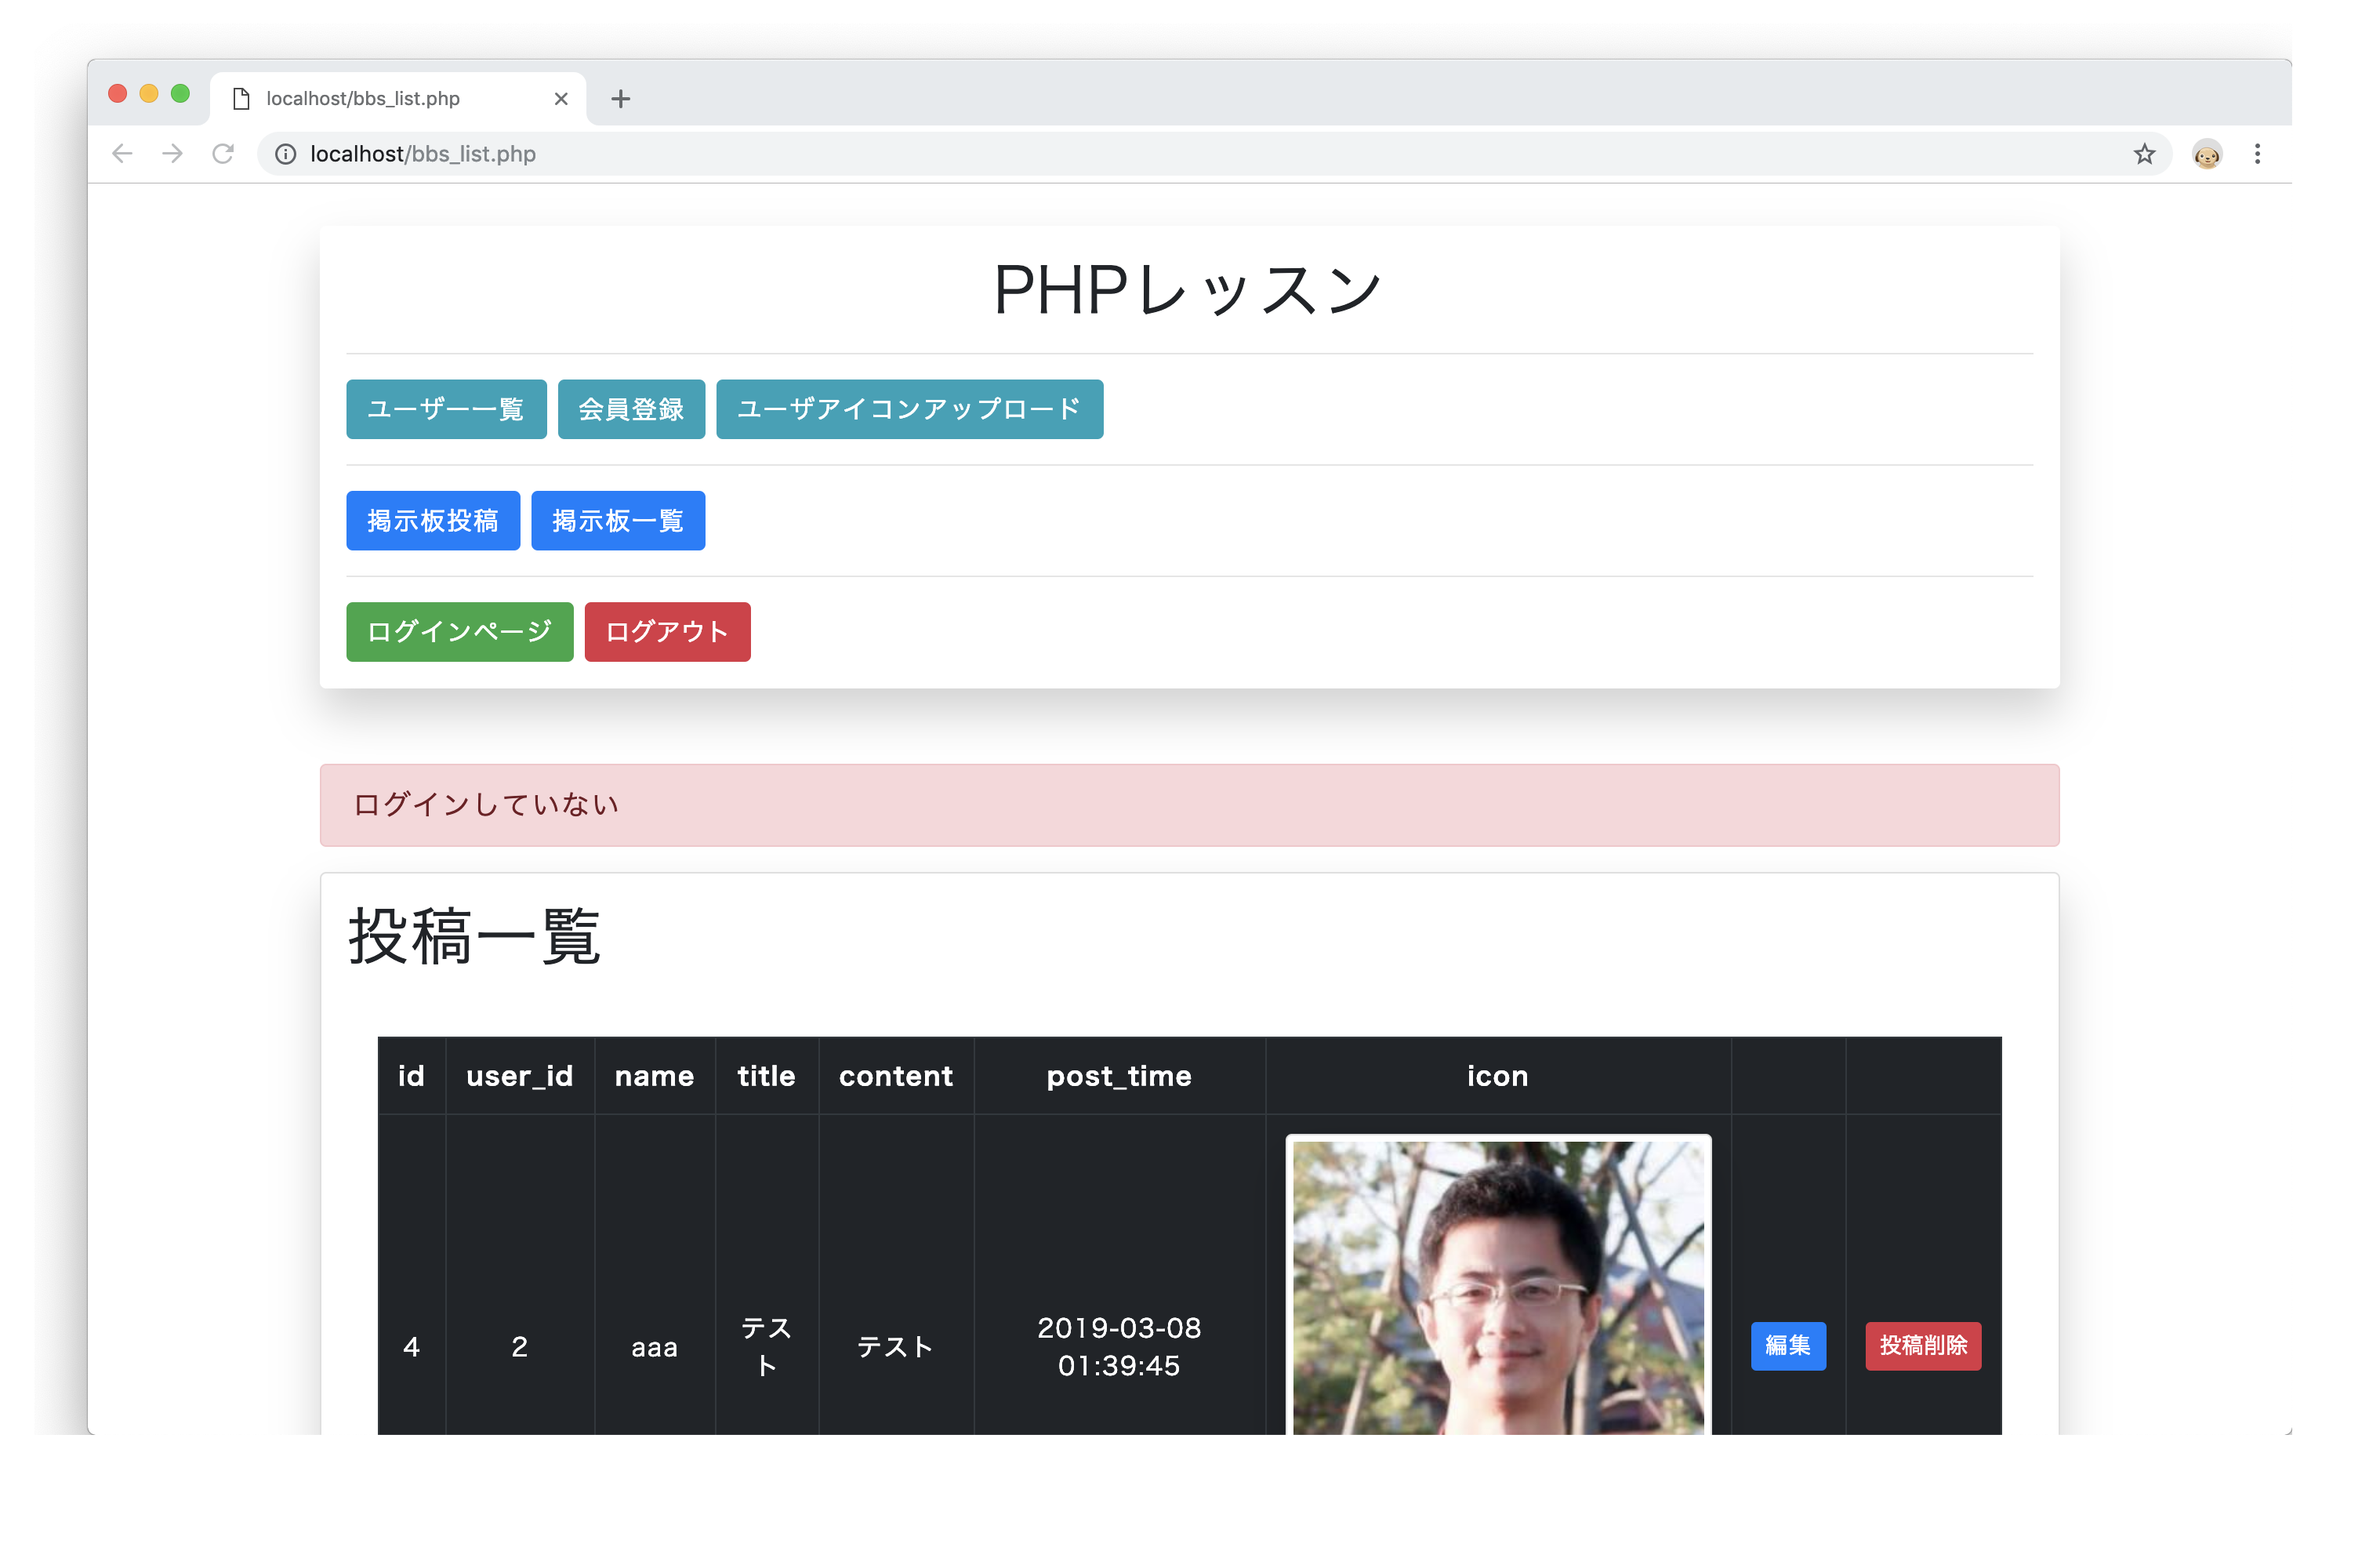 localhost/bbs_list.php
localhost/bbs_list.php
PHPレッスン
ユーザー一覧 会員登録 ユーザアイコンアップロード
掲示板投稿 掲示板一覧
ログインページ ログアウト
ログインしていない
投稿一覧
id user_id name title content post_time icon
4 2 aaa テスト テスト 2019-03-08 01:39:45 編集 投稿削除